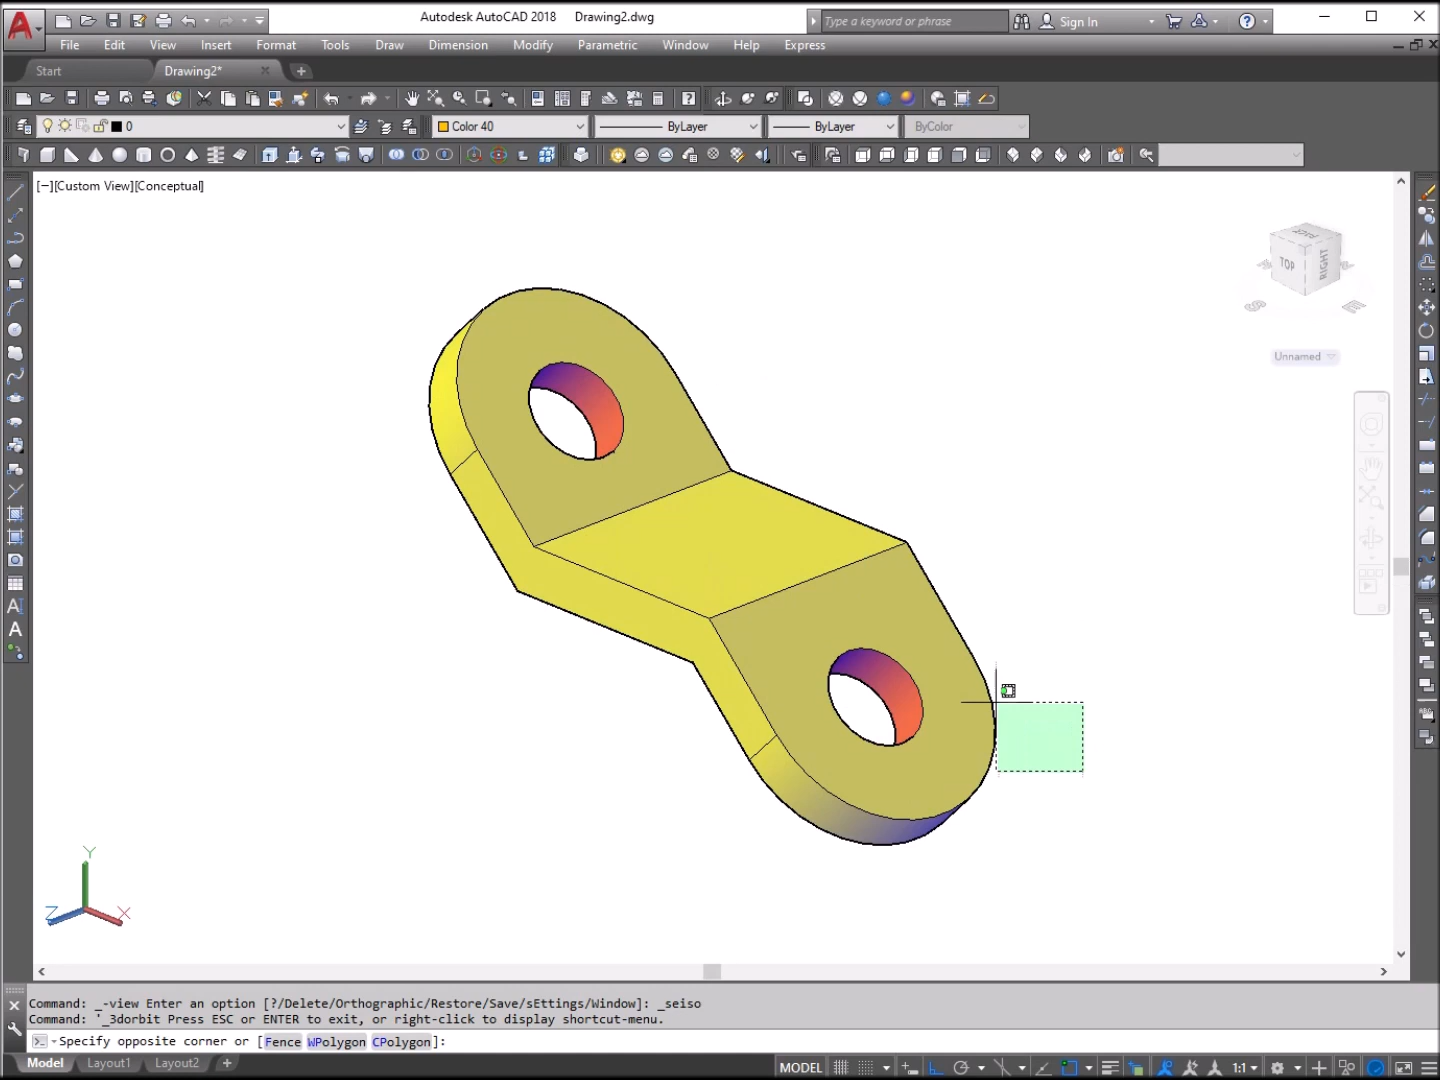 Autodesk AutoCAD 2018 Drawing2.dwg
Type a keyword or phrase
Sign In
File Edit View Insert Format Tools Draw Dimension Modify Parametric Window Help Express
Start Drawing2*
0 Color 40 ByLayer ByLayer ByColor
[−][Custom View][Conceptual]
TOP RIGHT
S E
Unnamed
Y
Z X
Command: _-view Enter an option [?/Delete/Orthographic/Restore/Save/sEttings/Window]: _seiso
Command: '_3dorbit Press ESC or ENTER to exit, or right-click to display shortcut-menu.
Specify opposite corner or [Fence WPolygon CPolygon]:
Model Layout1 Layout2
MODEL 1:1